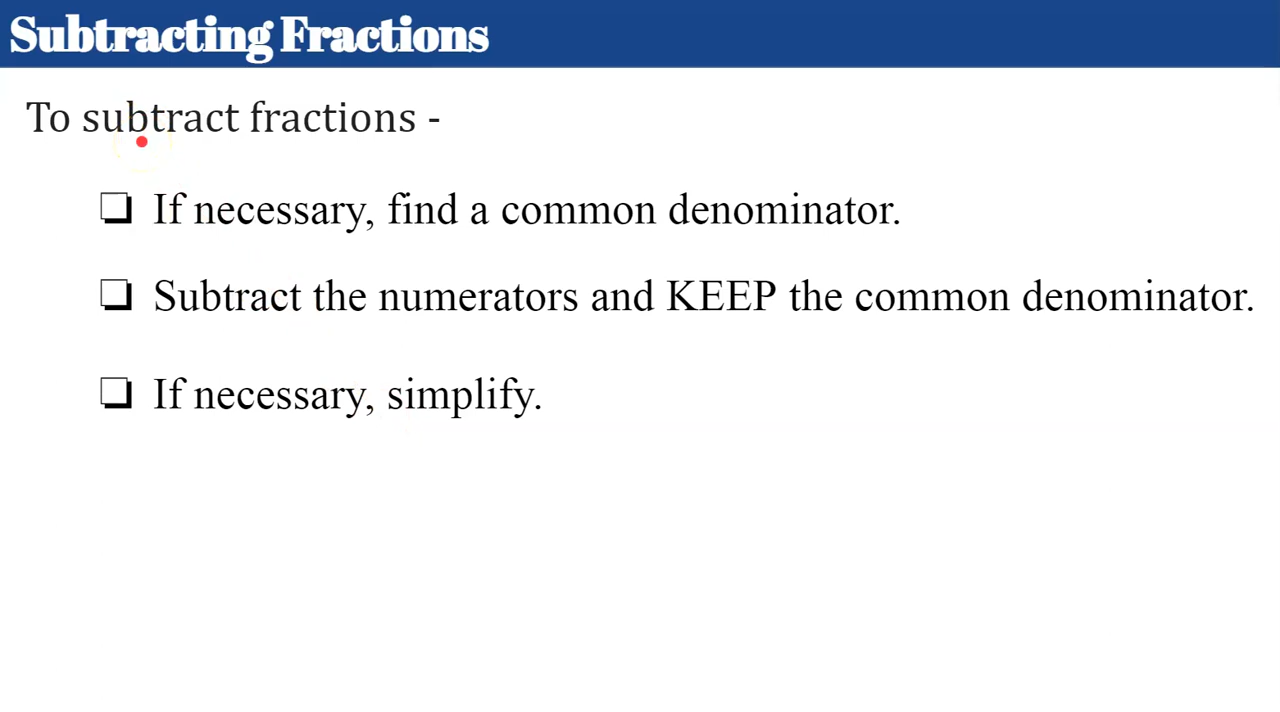 Subtracting Fractions
To subtract fractions -
❏ If necessary, find a common denominator.
❏ Subtract the numerators and KEEP the common denominator.
❏ If necessary, simplify.